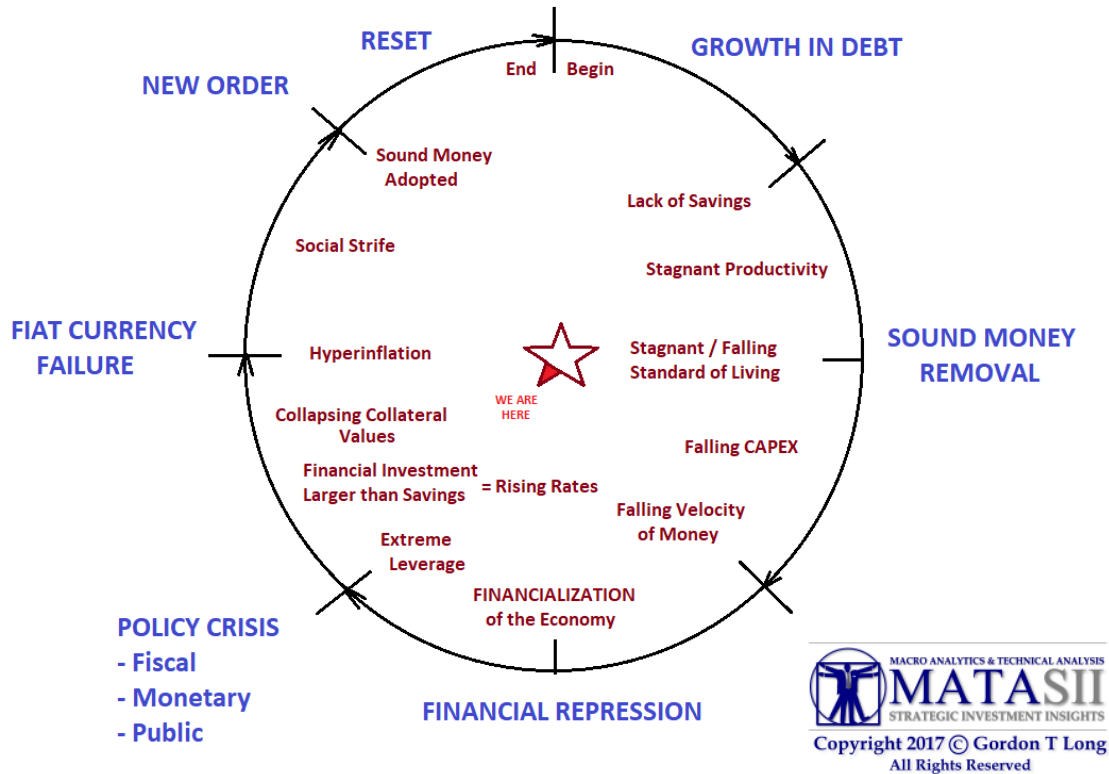 RESET
GROWTH IN DEBT
End
Begin
NEW ORDER
Sound Money
Adopted
Lack of Savings
Social Strife
Stagnant Productivity
FIAT CURRENCY
FAILURE
Hyperinflation
Stagnant / Falling
Standard of Living
SOUND MONEY
REMOVAL
WE ARE
HERE
Collapsing Collateral
Values
Falling CAPEX
Financial Investment
Larger than Savings
= Rising Rates
Falling Velocity
of Money
Extreme
Leverage
FINANCIALIZATION
of the Economy
POLICY CRISIS
- Fiscal
- Monetary
- Public
FINANCIAL REPRESSION
MACRO ANALYTICS & TECHNICAL ANALYSIS
MATASII
STRATEGIC INVESTMENT INSIGHTS
Copyright 2017 © Gordon T Long
All Rights Reserved